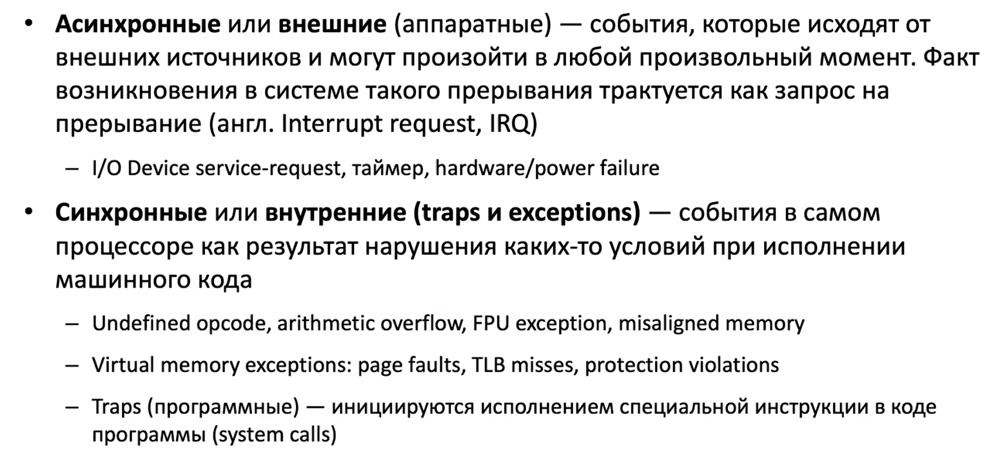 • Асинхронные или внешние (аппаратные) — события, которые исходят от
внешних источников и могут произойти в любой произвольный момент. Факт
возникновения в системе такого прерывания трактуется как запрос на
прерывание (англ. Interrupt request, IRQ)
– I/O Device service-request, таймер, hardware/power failure
• Синхронные или внутренние (traps и exceptions) — события в самом
процессоре как результат нарушения каких-то условий при исполнении
машинного кода
– Undefined opcode, arithmetic overflow, FPU exception, misaligned memory
– Virtual memory exceptions: page faults, TLB misses, protection violations
– Traps (программные) — инициируются исполнением специальной инструкции в коде
программы (system calls)